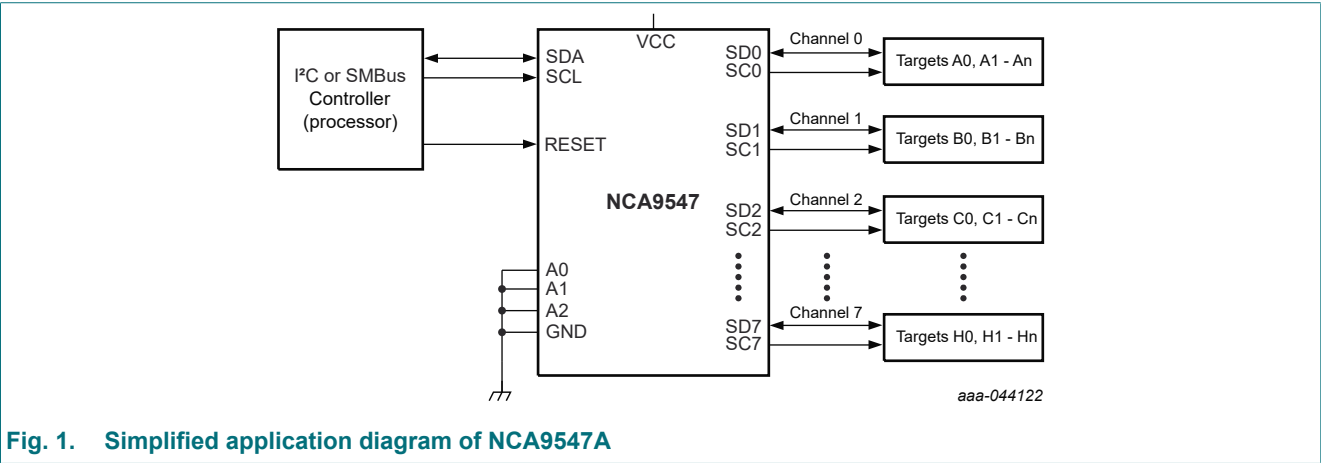 I²C or SMBus
Controller
(processor)
VCC
SDA
SCL
RESET
NCA9547
A0
A1
A2
GND
SD0
SC0
SD1
SC1
SD2
SC2
SD7
SC7
Channel 0
Channel 1
Channel 2
Channel 7
Targets A0, A1 - An
Targets B0, B1 - Bn
Targets C0, C1 - Cn
Targets H0, H1 - Hn
aaa-044122
Fig. 1. Simplified application diagram of NCA9547A